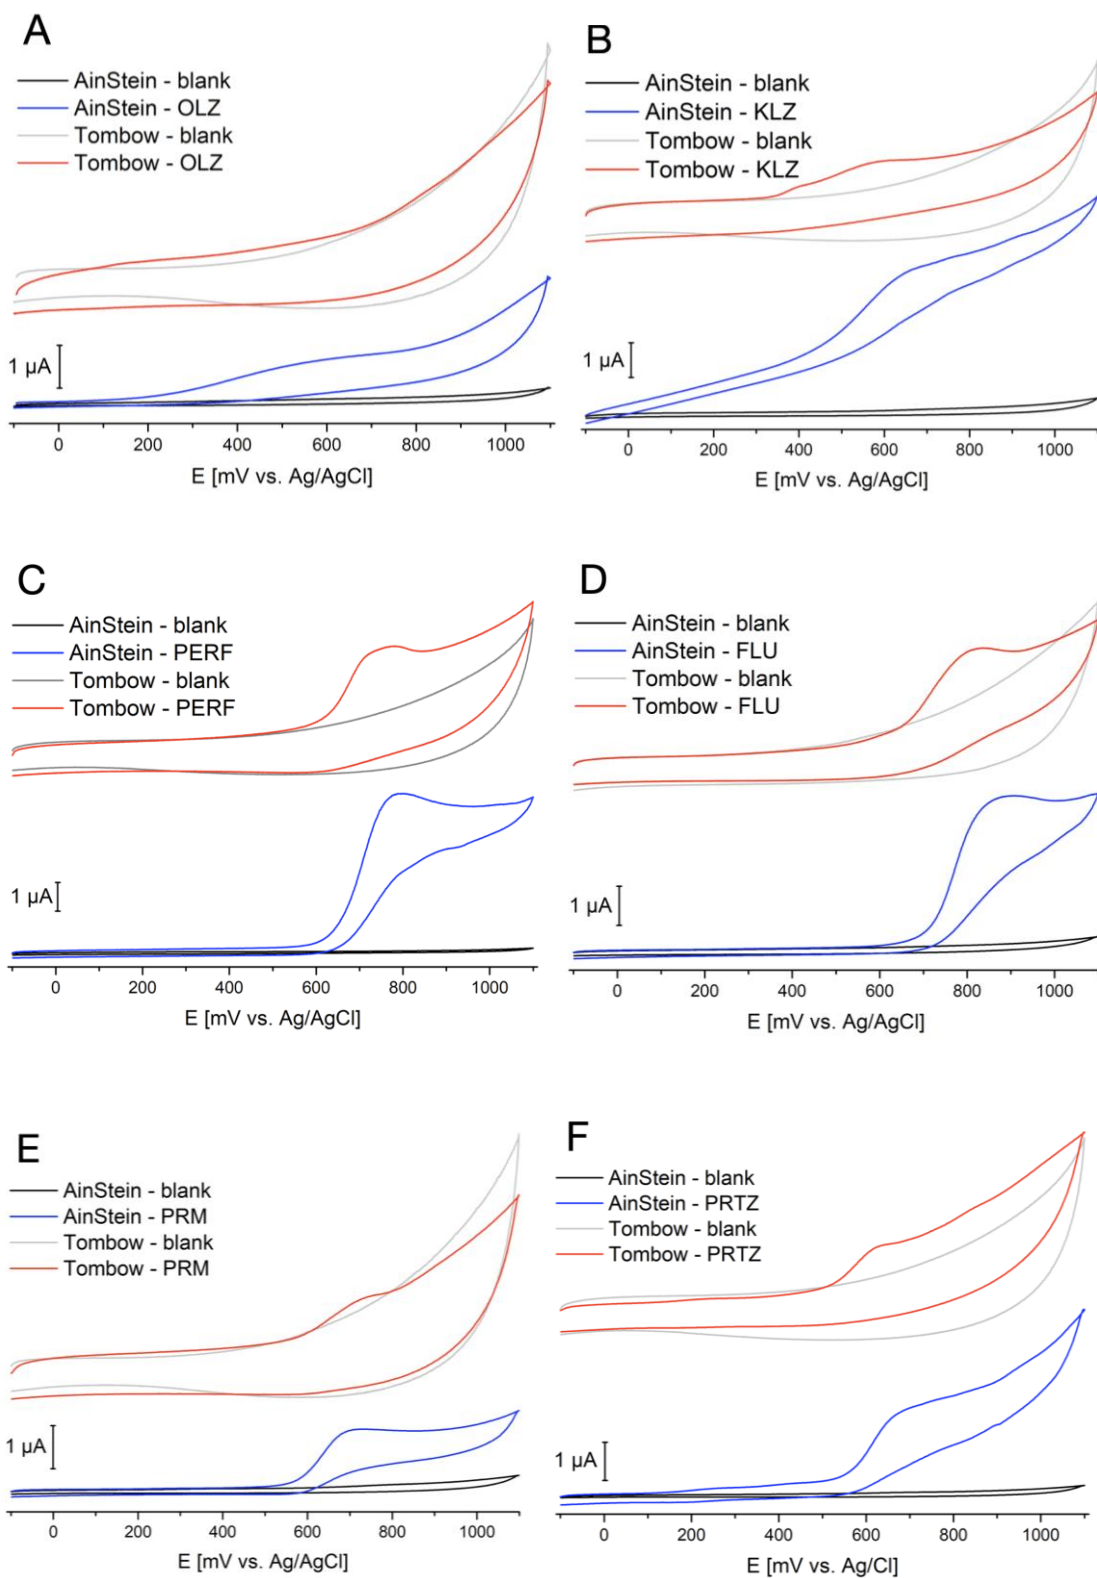 A
AinStein - blank
AinStein - OLZ
Tombow - blank
Tombow - OLZ
1 µA
0 200 400 600 800 1000
E [mV vs. Ag/AgCl]
B
AinStein - blank
AinStein - KLZ
Tombow - blank
Tombow - KLZ
1 µA
0 200 400 600 800 1000
E [mV vs. Ag/AgCl]
C
AinStein - blank
AinStein - PERF
Tombow - blank
Tombow - PERF
1 µA
0 200 400 600 800 1000
E [mV vs. Ag/AgCl]
D
AinStein - blank
AinStein - FLU
Tombow - blank
Tombow - FLU
1 µA
0 200 400 600 800 1000
E [mV vs. Ag/AgCl]
E
AinStein - blank
AinStein - PRM
Tombow - blank
Tombow - PRM
1 µA
0 200 400 600 800 1000
E [mV vs. Ag/AgCl]
F
AinStein - blank
AinStein - PRTZ
Tombow - blank
Tombow - PRTZ
1 µA
0 200 400 600 800 1000
E [mV vs. Ag/Cl]